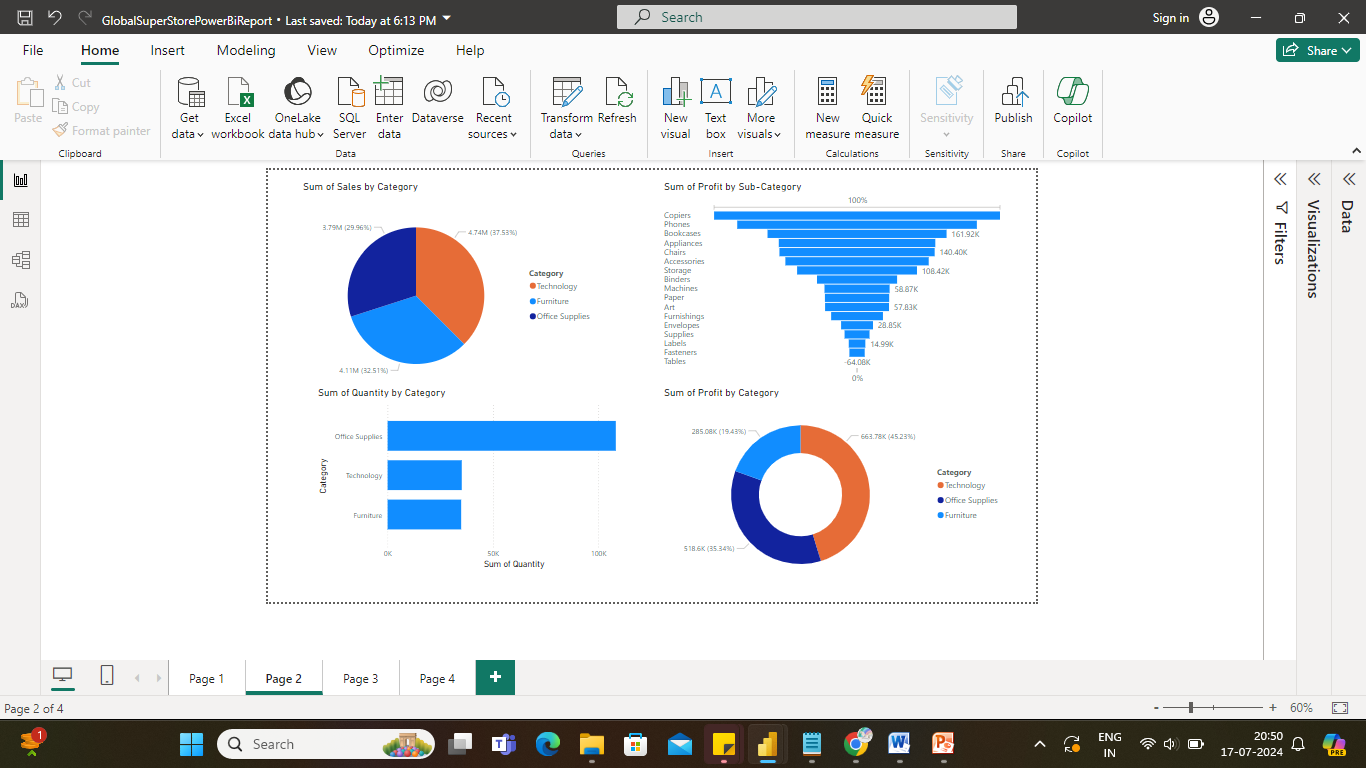 GlobalSuperStorePowerBiReport • Last saved: Today at 6:13 PM
Search
Sign in
File Home Insert Modeling View Optimize Help
Share
Paste
Cut
Copy
Format painter
Clipboard
Get data
Excel workbook
OneLake data hub
SQL Server
Enter data
Dataverse
Recent sources
Data
Transform data
Refresh
Queries
New visual
Text box
More visuals
Insert
New measure
Quick measure
Calculations
Sensitivity
Sensitivity
Publish
Share
Copilot
Copilot
DAX
Sum of Sales by Category
3.79M (29.96%)
4.74M (37.53%)
4.11M (32.51%)
Category
Technology
Furniture
Office Supplies
Sum of Profit by Sub-Category
100%
Copiers
Phones
Bookcases 161.92K
Appliances
Chairs 140.40K
Accessories
Storage 108.42K
Binders
Machines 58.87K
Paper
Art 57.83K
Furnishings
Envelopes 28.85K
Supplies
Labels 14.99K
Fasteners
Tables -64.08K
0%
Sum of Quantity by Category
Category
Office Supplies
Technology
Furniture
0K 50K 100K
Sum of Quantity
Sum of Profit by Category
285.08K (19.43%)
663.78K (45.23%)
518.6K (35.34%)
Category
Technology
Office Supplies
Furniture
Filters
Visualizations
Data
Page 1 Page 2 Page 3 Page 4 +
Page 2 of 4
- + 60%
1
Search
ENG
IN
20:50
17-07-2024
PRE